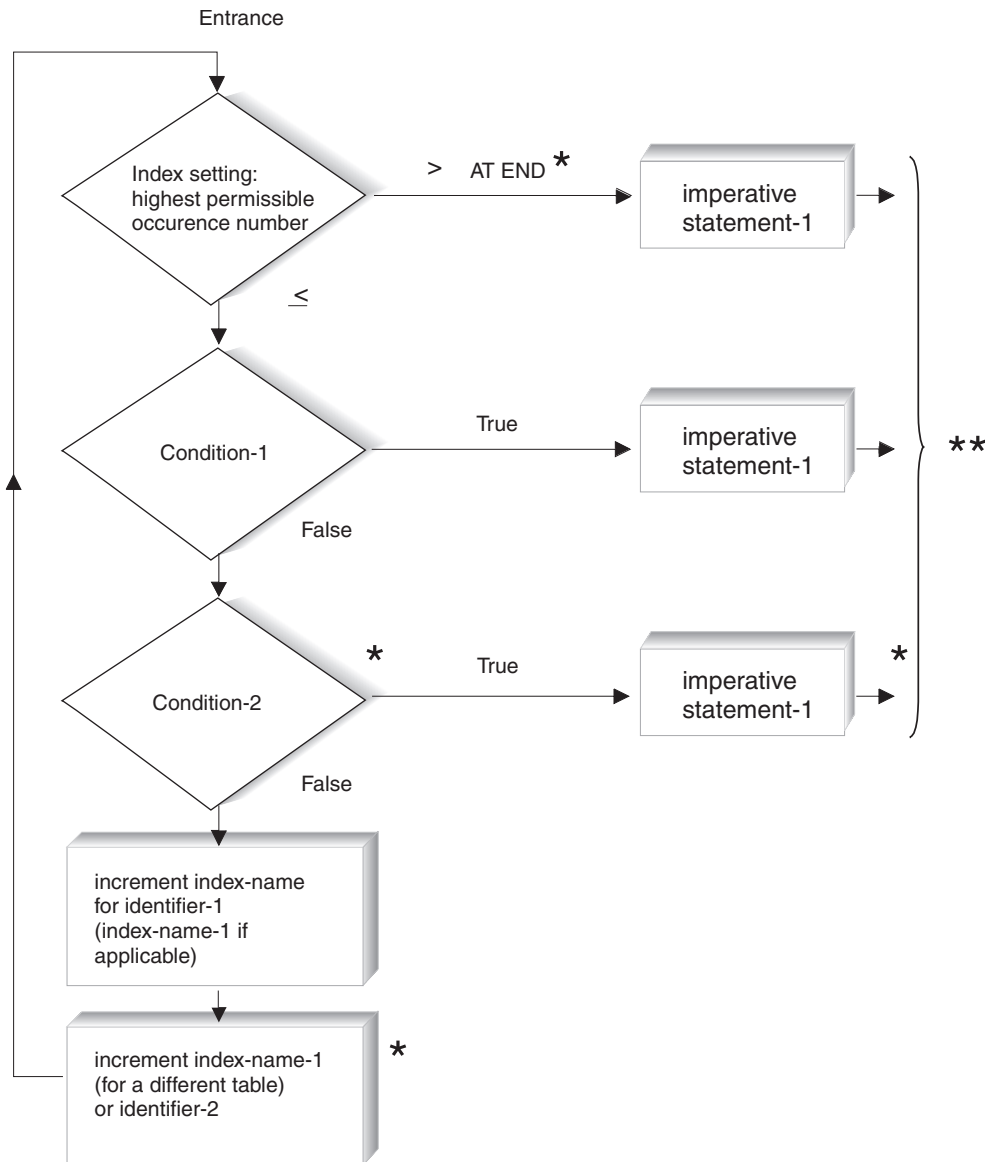 Entrance
Index setting:
highest permissible
occurence number
> AT END *
imperative
statement-1
≤
Condition-1
True
imperative
statement-1
**
False
Condition-2
*
True
imperative
statement-1
*
False
increment index-name
for identifier-1
(index-name-1 if
applicable)
increment index-name-1
(for a different table)
or identifier-2
*